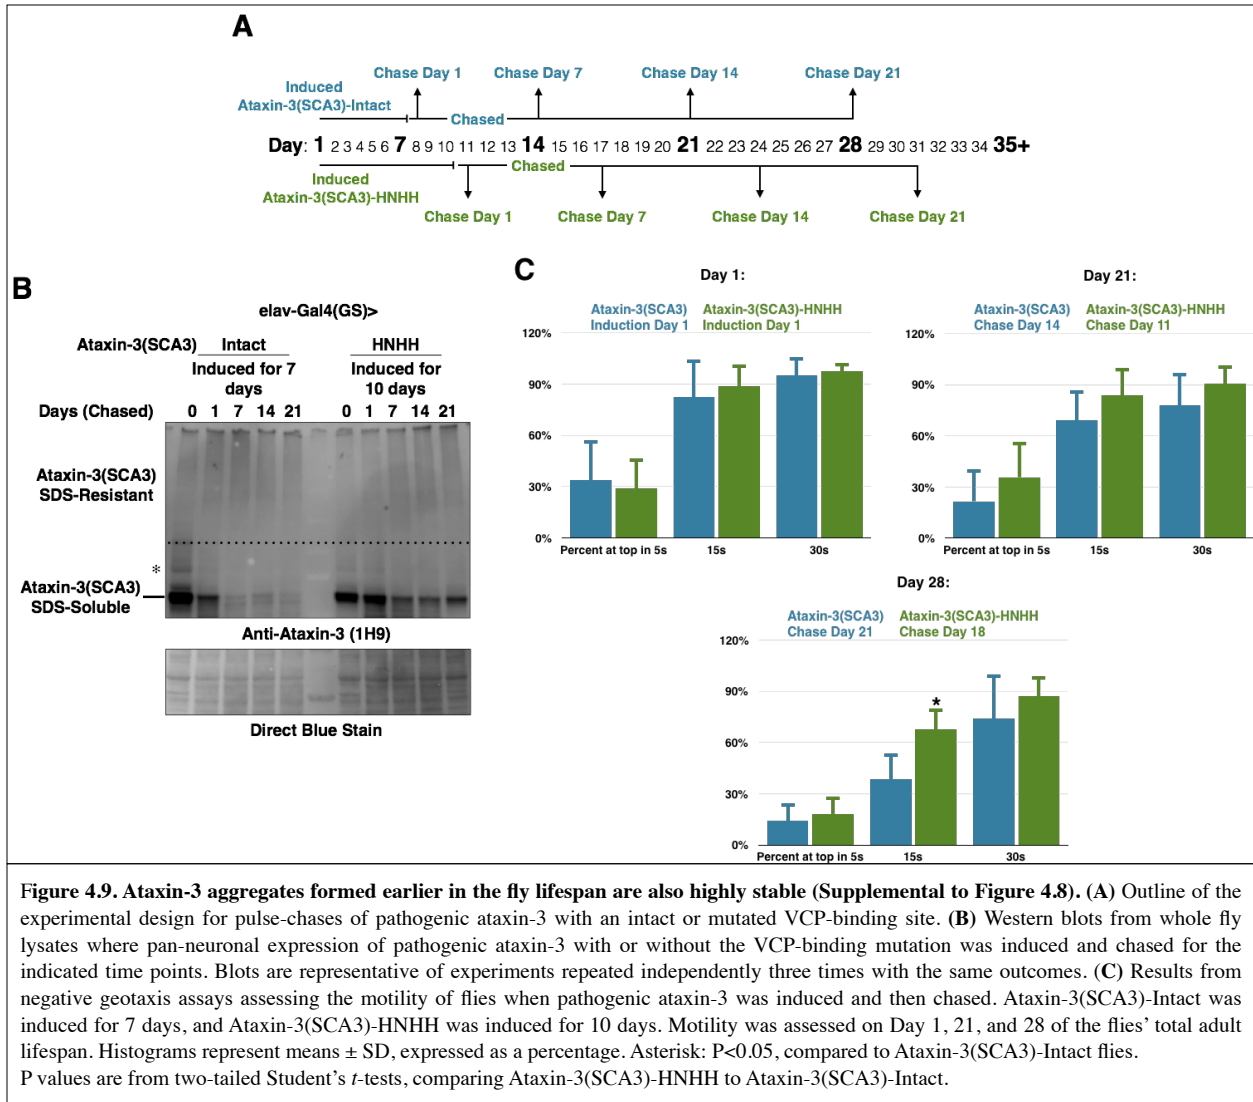 A
Chase Day 1 Chase Day 7 Chase Day 14 Chase Day 21
Induced
Ataxin-3(SCA3)-Intact
Chased
Day: 1 2 3 4 5 6 7 8 9 10 11 12 13 14 15 16 17 18 19 20 21 22 23 24 25 26 27 28 29 30 31 32 33 34 35+
Chased
Induced
Ataxin-3(SCA3)-HNHH
Chase Day 1 Chase Day 7 Chase Day 14 Chase Day 21
B
elav-Gal4(GS)>
Ataxin-3(SCA3) Intact HNHH
Induced for 7 days Induced for 10 days
Days (Chased) 0 1 7 14 21 0 1 7 14 21
Ataxin-3(SCA3)
SDS-Resistant
*
Ataxin-3(SCA3)
SDS-Soluble
Anti-Ataxin-3 (1H9)
Direct Blue Stain
C
Day 1:
Ataxin-3(SCA3) Ataxin-3(SCA3)-HNHH
Induction Day 1 Induction Day 1
120%
90%
60%
30%
0%
Percent at top in 5s 15s 30s
Day 21:
Ataxin-3(SCA3) Ataxin-3(SCA3)-HNHH
Chase Day 14 Chase Day 11
120%
90%
60%
30%
0%
Percent at top in 5s 15s 30s
Day 28:
Ataxin-3(SCA3) Ataxin-3(SCA3)-HNHH
Chase Day 21 Chase Day 18
120%
90%
*
60%
30%
0%
Percent at top in 5s 15s 30s
Figure 4.9. Ataxin-3 aggregates formed earlier in the fly lifespan are also highly stable (Supplemental to Figure 4.8). (A) Outline of the
experimental design for pulse-chases of pathogenic ataxin-3 with an intact or mutated VCP-binding site. (B) Western blots from whole fly
lysates where pan-neuronal expression of pathogenic ataxin-3 with or without the VCP-binding mutation was induced and chased for the
indicated time points. Blots are representative of experiments repeated independently three times with the same outcomes. (C) Results from
negative geotaxis assays assessing the motility of flies when pathogenic ataxin-3 was induced and then chased. Ataxin-3(SCA3)-Intact was
induced for 7 days, and Ataxin-3(SCA3)-HNHH was induced for 10 days. Motility was assessed on Day 1, 21, and 28 of the flies' total adult
lifespan. Histograms represent means ± SD, expressed as a percentage. Asterisk: P<0.05, compared to Ataxin-3(SCA3)-Intact flies.
P values are from two-tailed Student's t-tests, comparing Ataxin-3(SCA3)-HNHH to Ataxin-3(SCA3)-Intact.